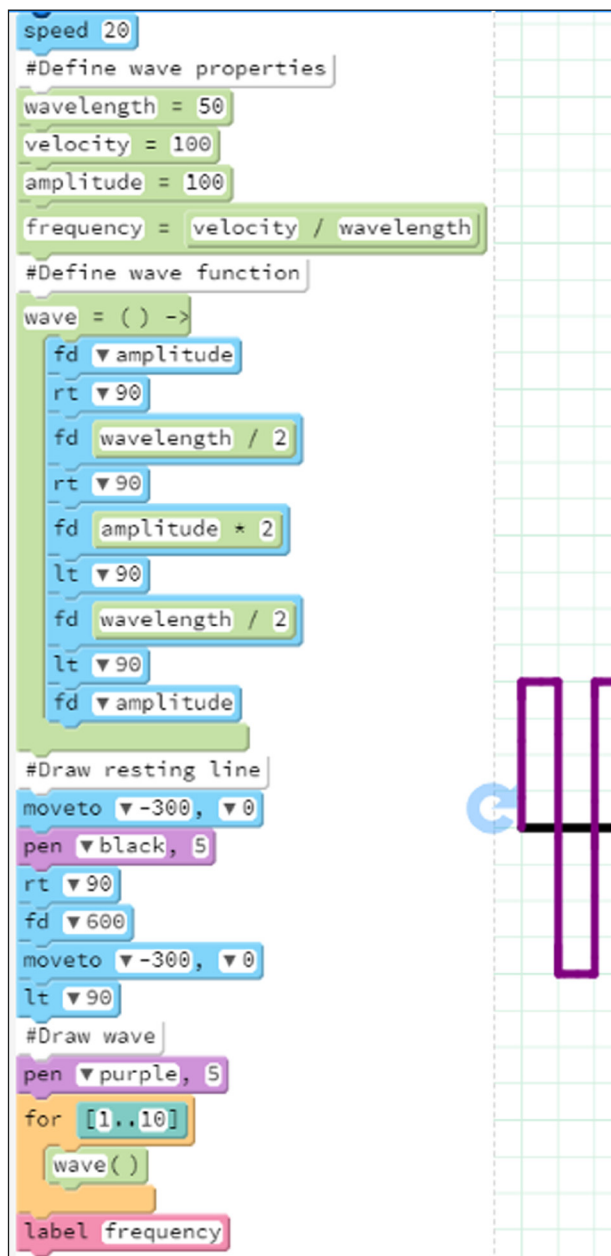 speed 20
#Define wave properties
wavelength = 50
velocity = 100
amplitude = 100
frequency = velocity / wavelength
#Define wave function
wave = () ->
fd ▼amplitude
rt ▼90
fd wavelength / 2
rt ▼90
fd amplitude * 2
lt ▼90
fd wavelength / 2
lt ▼90
fd ▼amplitude
#Draw resting line
moveto ▼-300, ▼0
pen ▼black, 5
rt ▼90
fd ▼600
moveto ▼-300, ▼0
lt ▼90
#Draw wave
pen ▼purple, 5
for [1..10]
wave()
label frequency